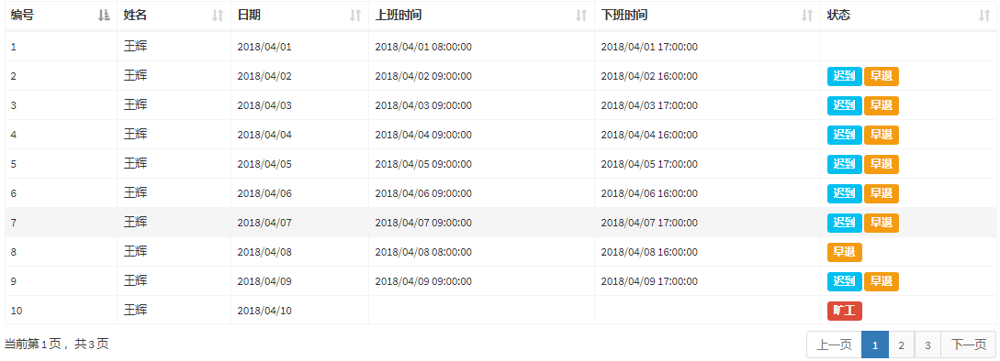 编号 姓名 日期 上班时间 下班时间 状态
1 王辉 2018/04/01 2018/04/01 08:00:00 2018/04/01 17:00:00
2 王辉 2018/04/02 2018/04/02 09:00:00 2018/04/02 16:00:00 迟到 早退
3 王辉 2018/04/03 2018/04/03 09:00:00 2018/04/03 17:00:00 迟到 早退
4 王辉 2018/04/04 2018/04/04 09:00:00 2018/04/04 16:00:00 迟到 早退
5 王辉 2018/04/05 2018/04/05 09:00:00 2018/04/05 17:00:00 迟到 早退
6 王辉 2018/04/06 2018/04/06 09:00:00 2018/04/06 16:00:00 迟到 早退
7 王辉 2018/04/07 2018/04/07 09:00:00 2018/04/07 17:00:00 迟到 早退
8 王辉 2018/04/08 2018/04/08 08:00:00 2018/04/08 16:00:00 早退
9 王辉 2018/04/09 2018/04/09 09:00:00 2018/04/09 17:00:00 迟到 早退
10 王辉 2018/04/10 旷工
当前第 1 页 ，共 3 页 上一页 1 2 3 下一页